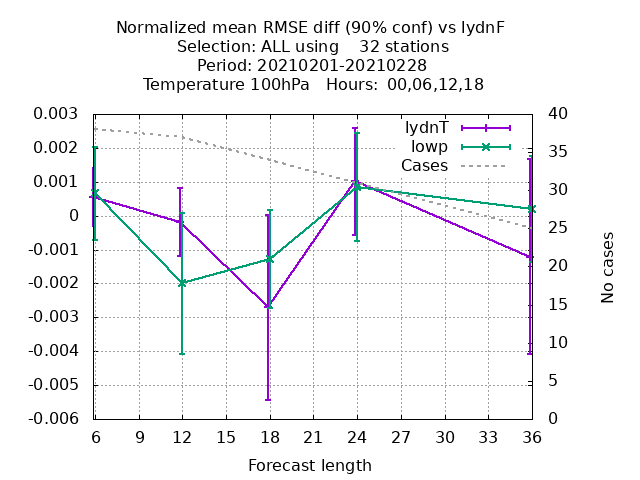 Normalized mean RMSE diff (90% conf) vs lydnF
Selection: ALL using 32 stations
Period: 20210201-20210228
Temperature 100hPa Hours: 00,06,12,18
0.003
0.002
0.001
0
-0.001
-0.002
-0.003
-0.004
-0.005
-0.006
lydnT
lowp
Cases
40
35
30
25
20
15
10
5
0
No cases
6 9 12 15 18 21 24 27 30 33 36
Forecast length